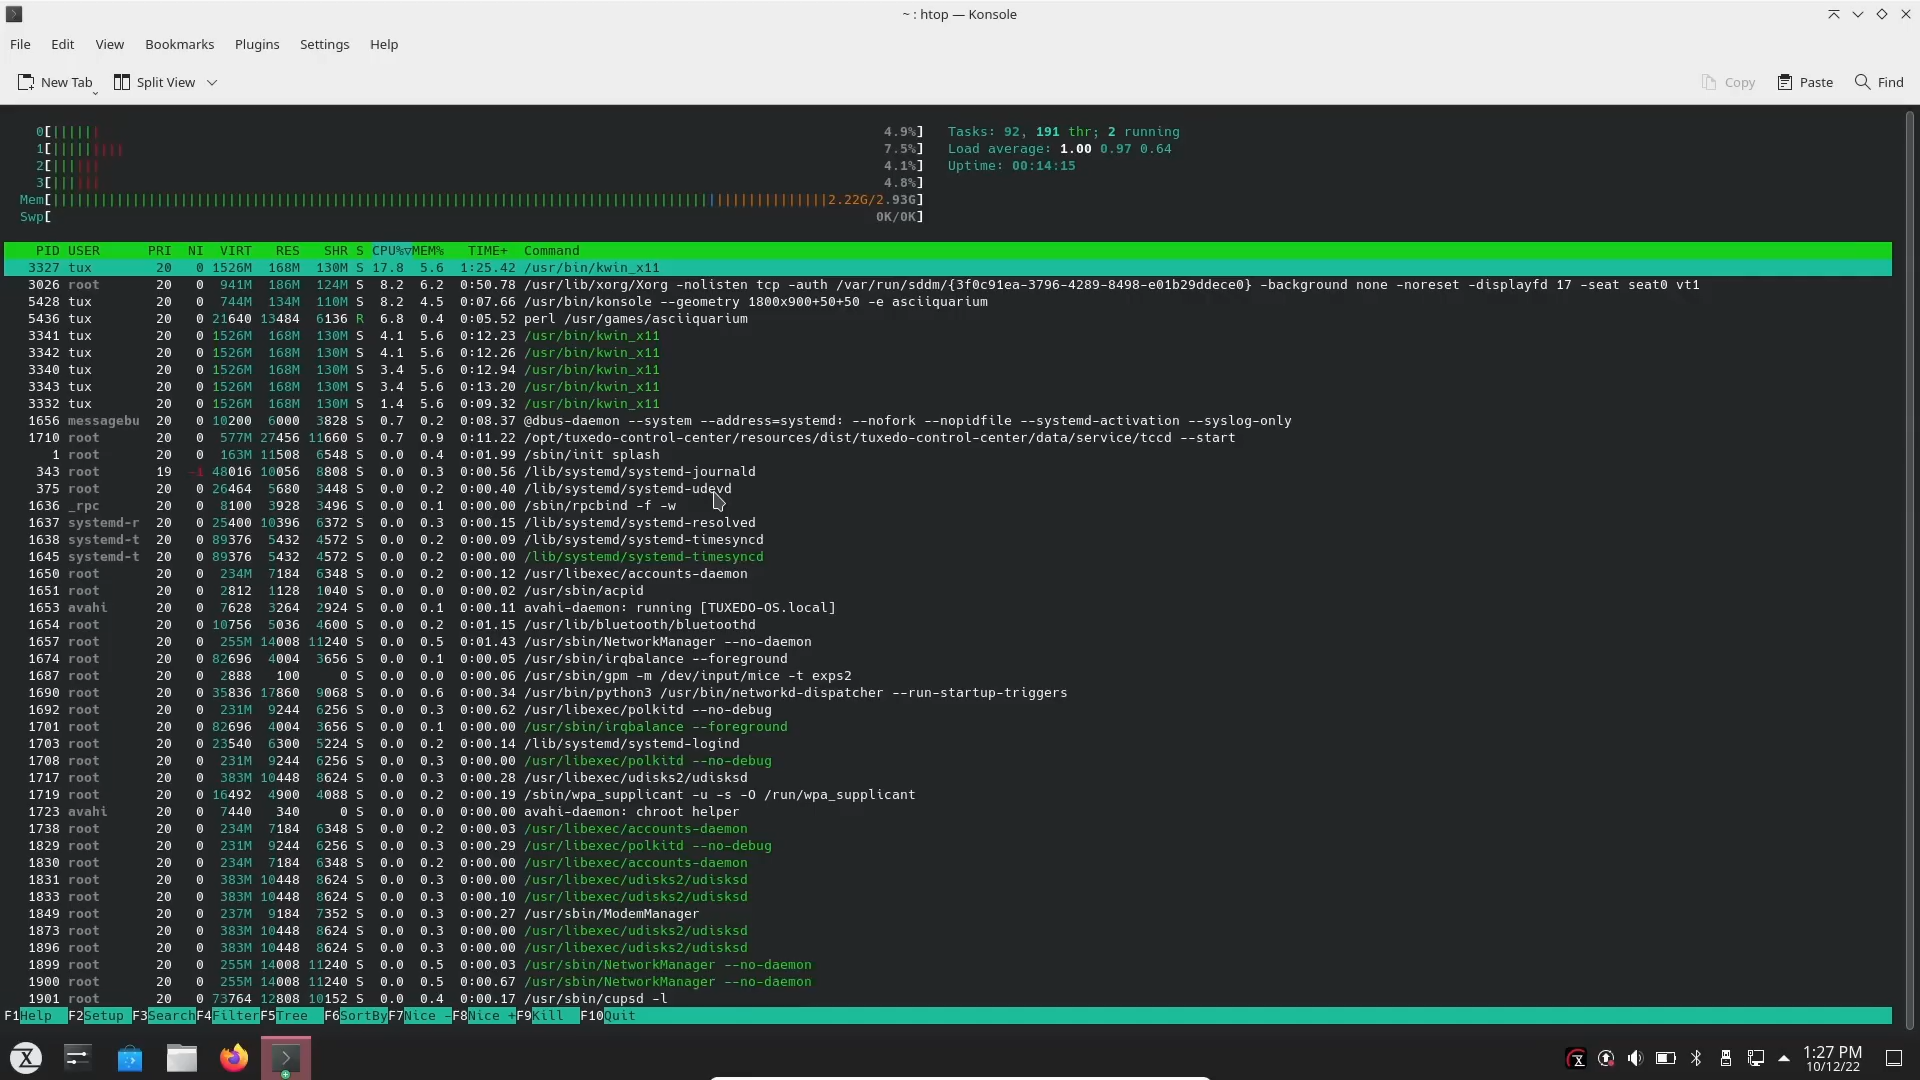 ~ : htop — Konsole
File Edit View Bookmarks Plugins Settings Help
New Tab Split View Copy Paste Find
0[|||||| 4.9%] Tasks: 92, 191 thr; 2 running
1[||||||||| 7.5%] Load average: 1.00 0.97 0.64
2[|||||| 4.1%] Uptime: 00:14:15
3[|||||| 4.8%]
Mem[ 2.22G/2.93G]
Swp[ 0K/0K]
PID USER PRI NI VIRT RES SHR S CPU%▽MEM% TIME+ Command
3327 tux 20 0 1526M 168M 130M S 17.8 5.6 1:25.42 /usr/bin/kwin_x11
3026 root 20 0 941M 186M 124M S 8.2 6.2 0:50.78 /usr/lib/xorg/Xorg -nolisten tcp -auth /var/run/sddm/{3f0c91ea-3796-4289-8498-e01b29ddece0} -background none -noreset -displayfd 17 -seat seat0 vt1
5428 tux 20 0 744M 134M 110M S 8.2 4.5 0:07.66 /usr/bin/konsole --geometry 1800x900+50+50 -e asciiquarium
5436 tux 20 0 21640 13484 6136 R 6.8 0.4 0:05.52 perl /usr/games/asciiquarium
3341 tux 20 0 1526M 168M 130M S 4.1 5.6 0:12.23 /usr/bin/kwin_x11
3342 tux 20 0 1526M 168M 130M S 4.1 5.6 0:12.26 /usr/bin/kwin_x11
3340 tux 20 0 1526M 168M 130M S 3.4 5.6 0:12.94 /usr/bin/kwin_x11
3343 tux 20 0 1526M 168M 130M S 3.4 5.6 0:13.20 /usr/bin/kwin_x11
3332 tux 20 0 1526M 168M 130M S 1.4 5.6 0:09.32 /usr/bin/kwin_x11
1656 messagebu 20 0 10200 6000 3828 S 0.7 0.2 0:08.37 @dbus-daemon --system --address=systemd: --nofork --nopidfile --systemd-activation --syslog-only
1710 root 20 0 577M 27456 11660 S 0.7 0.9 0:11.22 /opt/tuxedo-control-center/resources/dist/tuxedo-control-center/data/service/tccd --start
1 root 20 0 163M 11508 6548 S 0.0 0.4 0:01.99 /sbin/init splash
343 root 19 -1 48016 10056 8808 S 0.0 0.3 0:00.56 /lib/systemd/systemd-journald
375 root 20 0 26464 5680 3448 S 0.0 0.2 0:00.40 /lib/systemd/systemd-udevd
1636 _rpc 20 0 8100 3928 3496 S 0.0 0.1 0:00.00 /sbin/rpcbind -f -w
1637 systemd-r 20 0 25400 10396 6372 S 0.0 0.3 0:00.15 /lib/systemd/systemd-resolved
1638 systemd-t 20 0 89376 5432 4572 S 0.0 0.2 0:00.09 /lib/systemd/systemd-timesyncd
1645 systemd-t 20 0 89376 5432 4572 S 0.0 0.2 0:00.00 /lib/systemd/systemd-timesyncd
1650 root 20 0 234M 7184 6348 S 0.0 0.2 0:00.12 /usr/libexec/accounts-daemon
1651 root 20 0 2812 1128 1040 S 0.0 0.0 0:00.02 /usr/sbin/acpid
1653 avahi 20 0 7628 3264 2924 S 0.0 0.1 0:00.11 avahi-daemon: running [TUXEDO-OS.local]
1654 root 20 0 10756 5036 4600 S 0.0 0.2 0:01.15 /usr/lib/bluetooth/bluetoothd
1657 root 20 0 255M 14008 11240 S 0.0 0.5 0:01.43 /usr/sbin/NetworkManager --no-daemon
1674 root 20 0 82696 4004 3656 S 0.0 0.1 0:00.05 /usr/sbin/irqbalance --foreground
1687 root 20 0 2888 100 0 S 0.0 0.0 0:00.06 /usr/sbin/gpm -m /dev/input/mice -t exps2
1690 root 20 0 35836 17860 9068 S 0.0 0.6 0:00.34 /usr/bin/python3 /usr/bin/networkd-dispatcher --run-startup-triggers
1692 root 20 0 231M 9244 6256 S 0.0 0.3 0:00.62 /usr/libexec/polkitd --no-debug
1701 root 20 0 82696 4004 3656 S 0.0 0.1 0:00.00 /usr/sbin/irqbalance --foreground
1703 root 20 0 23540 6300 5224 S 0.0 0.2 0:00.14 /lib/systemd/systemd-logind
1708 root 20 0 231M 9244 6256 S 0.0 0.3 0:00.00 /usr/libexec/polkitd --no-debug
1717 root 20 0 383M 10448 8624 S 0.0 0.3 0:00.28 /usr/libexec/udisks2/udisksd
1719 root 20 0 16492 4900 4088 S 0.0 0.2 0:00.19 /sbin/wpa_supplicant -u -s -O /run/wpa_supplicant
1723 avahi 20 0 7440 340 0 S 0.0 0.0 0:00.00 avahi-daemon: chroot helper
1738 root 20 0 234M 7184 6348 S 0.0 0.2 0:00.03 /usr/libexec/accounts-daemon
1829 root 20 0 231M 9244 6256 S 0.0 0.3 0:00.29 /usr/libexec/polkitd --no-debug
1830 root 20 0 234M 7184 6348 S 0.0 0.2 0:00.00 /usr/libexec/accounts-daemon
1831 root 20 0 383M 10448 8624 S 0.0 0.3 0:00.00 /usr/libexec/udisks2/udisksd
1833 root 20 0 383M 10448 8624 S 0.0 0.3 0:00.10 /usr/libexec/udisks2/udisksd
1849 root 20 0 237M 9184 7352 S 0.0 0.3 0:00.27 /usr/sbin/ModemManager
1873 root 20 0 383M 10448 8624 S 0.0 0.3 0:00.00 /usr/libexec/udisks2/udisksd
1896 root 20 0 383M 10448 8624 S 0.0 0.3 0:00.00 /usr/libexec/udisks2/udisksd
1899 root 20 0 255M 14008 11240 S 0.0 0.5 0:00.03 /usr/sbin/NetworkManager --no-daemon
1900 root 20 0 255M 14008 11240 S 0.0 0.5 0:00.67 /usr/sbin/NetworkManager --no-daemon
1901 root 20 0 73764 12808 10152 S 0.0 0.4 0:00.17 /usr/sbin/cupsd -l
F1Help F2Setup F3SearchF4FilterF5Tree F6SortByF7Nice -F8Nice +F9Kill F10Quit
1:27 PM
10/12/22